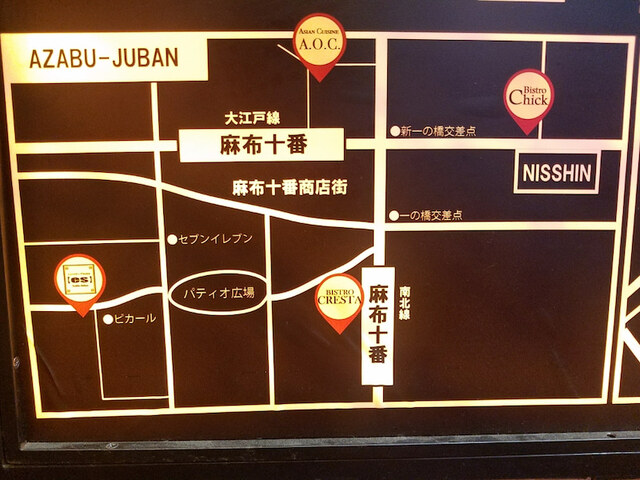 AZABU-JUBAN
ASIAN CUISINE
A.O.C.
Bistro
Chick
大江戸線
麻布十番
●新一の橋交差点
NISSHIN
麻布十番商店街
●一の橋交差点
●セブンイレブン
es
パティオ広場
BISTRO
CRESTA
麻布十番
南北線
●ピカール